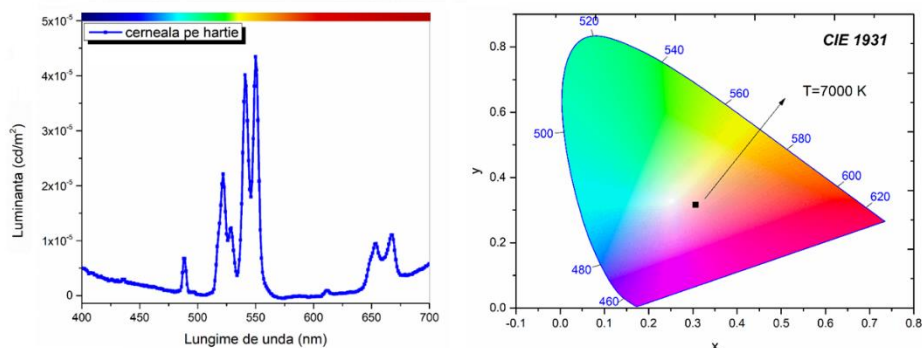 cerneala pe hartie
5x10⁻⁵
4x10⁻⁵
3x10⁻⁵
2x10⁻⁵
1x10⁻⁵
0
Luminanta (cd/m²)
400 450 500 550 600 650 700
Lungime de unda (nm)
CIE 1931
T=7000 K
520
540
560
580
600
620
500
480
460
0.8
0.6
0.4
0.2
0.0
y
-0.1 0.0 0.1 0.2 0.3 0.4 0.5 0.6 0.7 0.8
x